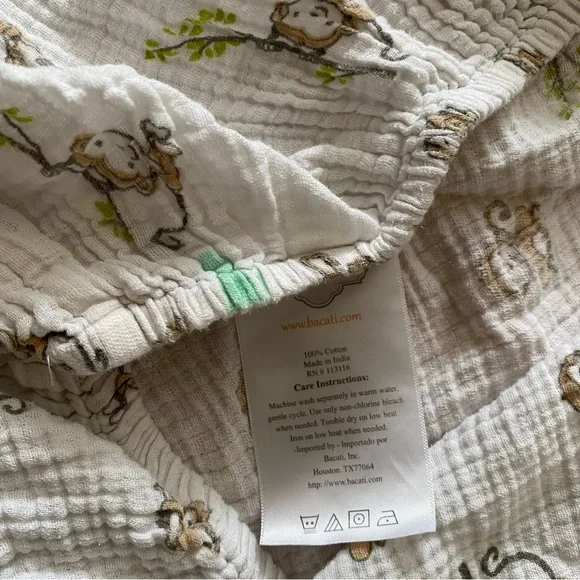 www.bacati.com
100% Cotton
Made in India
RN # 113116
Care Instructions:
Machine wash separately in warm water.
gentle cycle. Use only non-chlorine bleach
when needed. Tumble dry on low heat
Iron on low heat when needed.
-Imported by - Importado por
Bacati, Inc.
Houston. TX77064
www.bacati.com